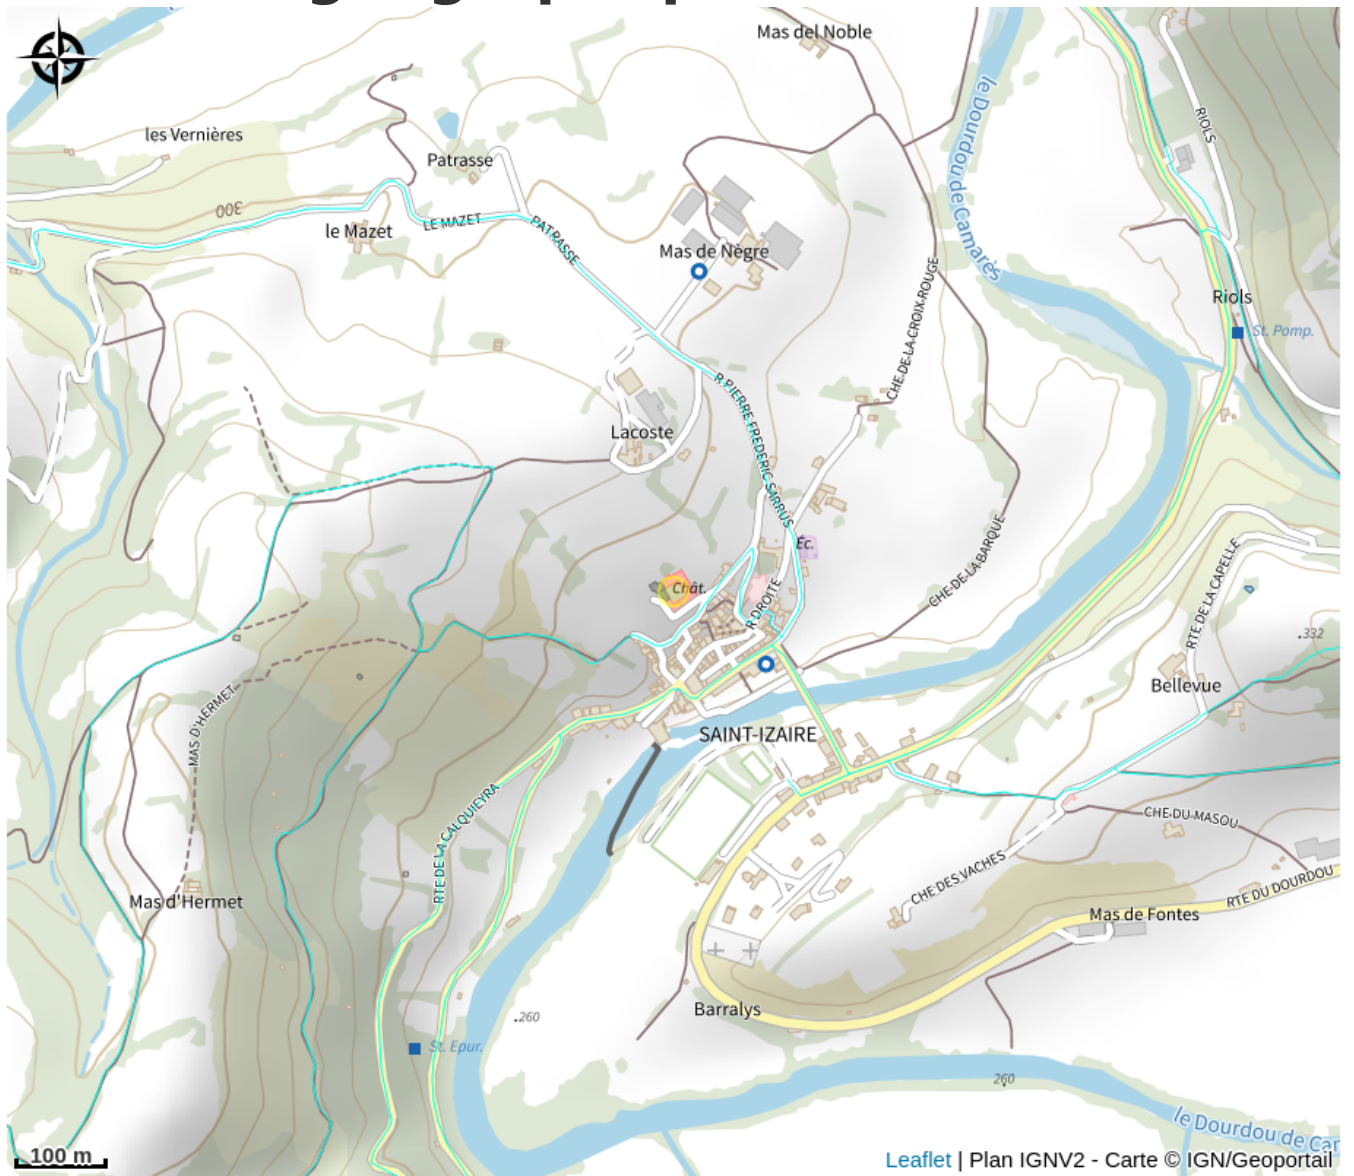 Mas del Noble
le Dourdou de Camarès
RIOLS
les Vernières
Patrasse
300
LE MAZET
le Mazet
PATRASSE
Mas de Nègre
CHE-DE-LA-CROIX-ROUGE
Riols
St. Pomp.
R PIERRE FREDERIC SARRUS
Lacoste
Éc.
CHE-DE-LA-BARQUE
RTE-DE-LA CAPELLE
Chât.
R DROITE
.332
Bellevue
MAS D'HERMET
SAINT-IZAIRE
RTE DE LA CALQUIEYRA
CHE DU MASOU
CHE DES VACHES
RTE DU DOURDOU
Mas d'Hermet
Mas de Fontes
Barralys
.260
St. Epur.
260
le Dourdou de Car
100 m
Leaflet | Plan IGNV2 - Carte © IGN/Geoportail